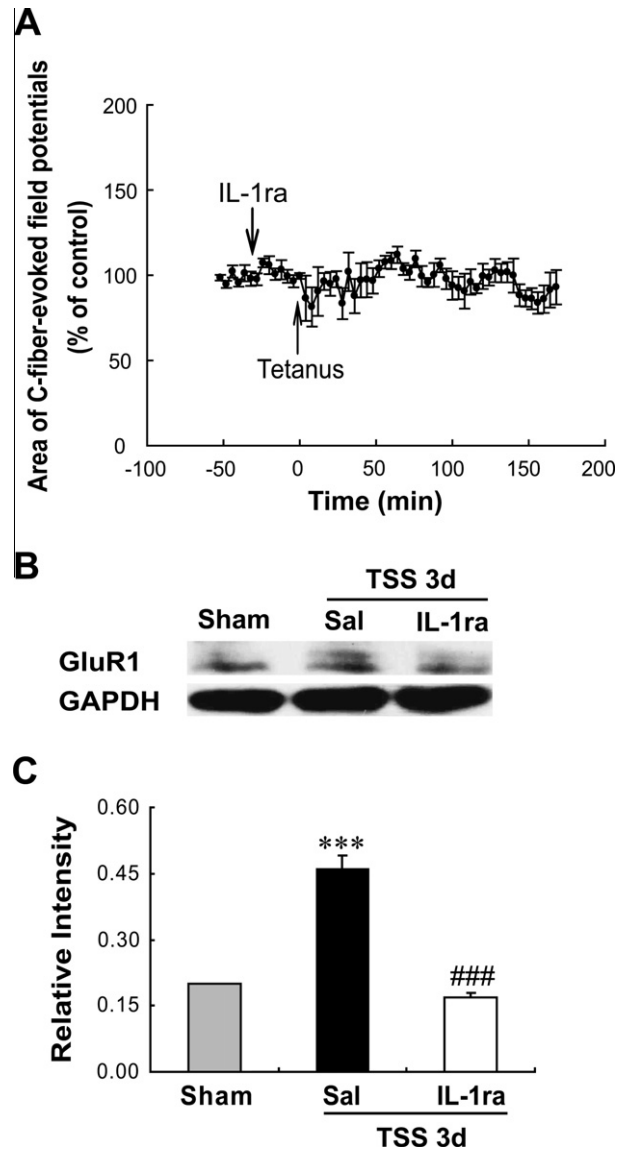 A
Area of C-fiber-evoked field potentials
(% of control)
200
150
100
50
0
IL-1ra
Tetanus
-100 -50 0 50 100 150 200
Time (min)
B
TSS 3d
Sham Sal IL-1ra
GluR1
GAPDH
C
Relative Intensity
0.60
0.45
0.30
0.15
0.00
***
###
Sham Sal IL-1ra
TSS 3d